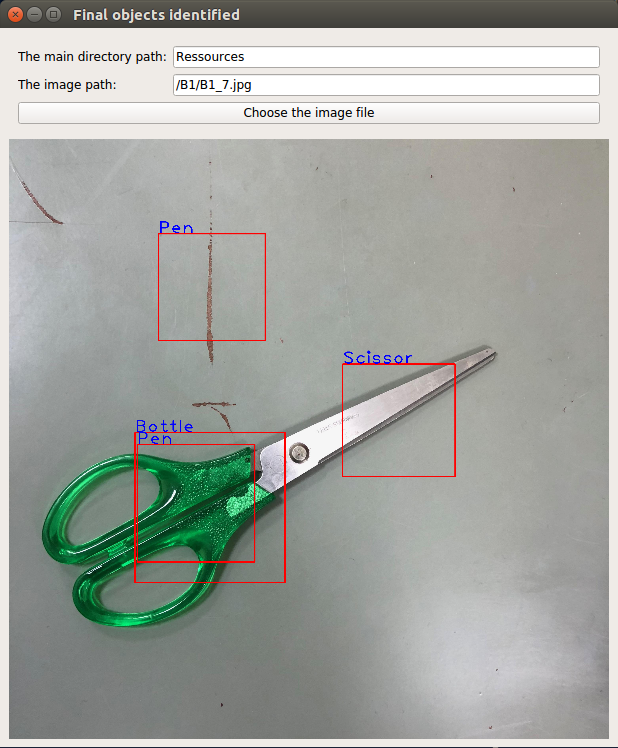 Final objects identified
The main directory path: Ressources
The image path: /B1/B1_7.jpg
Choose the image file
Pen
Scissor
Bottle
Pen